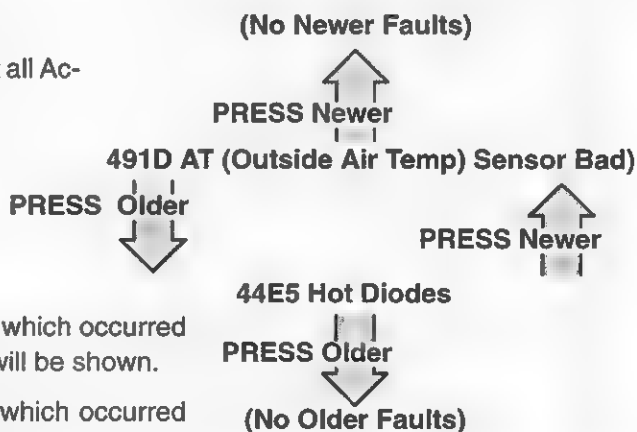 (No Newer Faults)
all Ac-
PRESS Newer
491D AT (Outside Air Temp) Sensor Bad)
PRESS Older
PRESS Newer
44E5 Hot Diodes
which occurred
will be shown.
PRESS Older
which occurred
(No Older Faults)